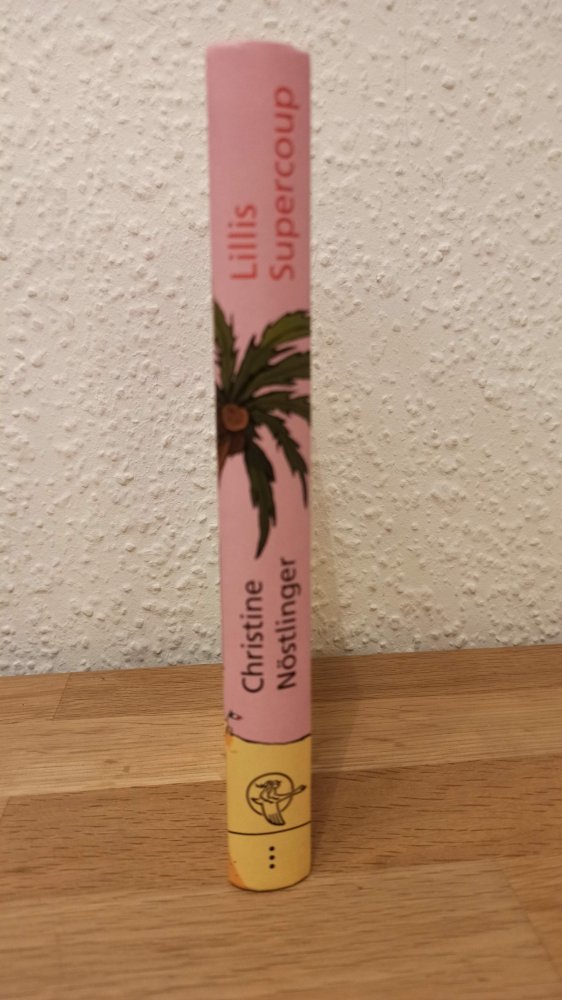 Lillis
Supercoup
Christine
Nöstlinger
...